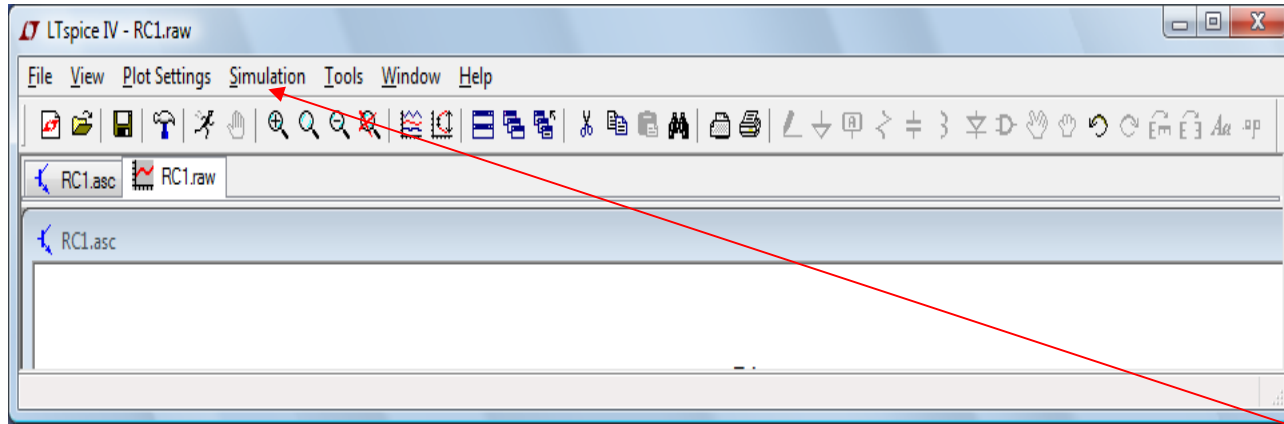 LTspice IV - RC1.raw
File View Plot Settings Simulation Tools Window Help
RC1.asc RC1.raw
RC1.asc